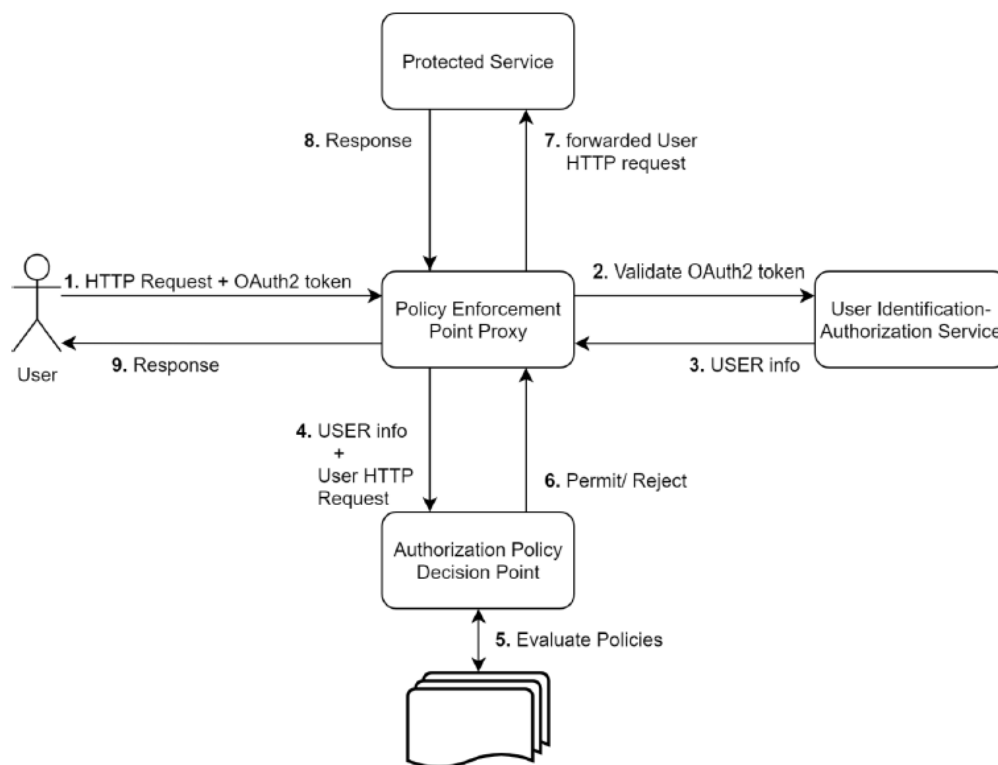 Protected Service
8. Response
7. forwarded User
HTTP request
1. HTTP Request + OAuth2 token
2. Validate OAuth2 token
Policy Enforcement
Point Proxy
User Identification-
Authorization Service
User
9. Response
3. USER info
4. USER info
+
User HTTP
Request
6. Permit/ Reject
Authorization Policy
Decision Point
5. Evaluate Policies